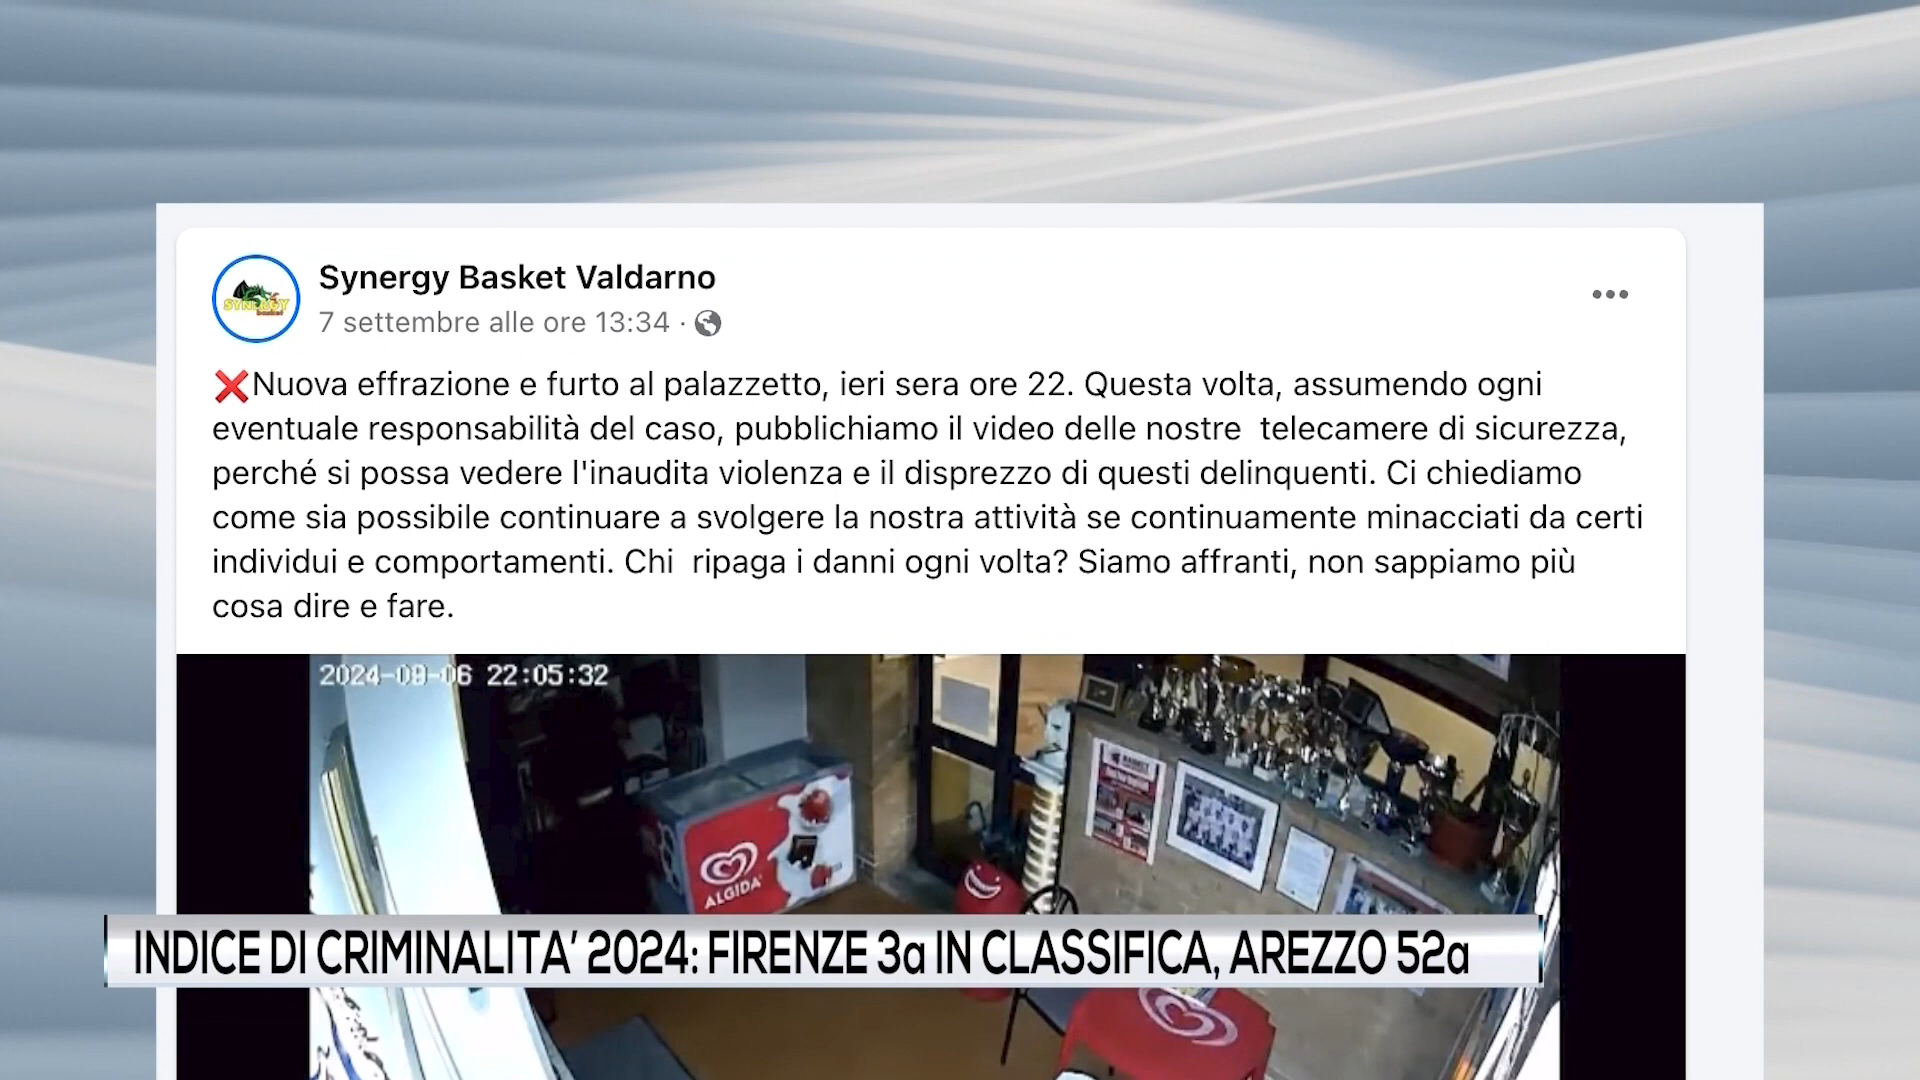 Synergy Basket Valdarno
7 settembre alle ore 13:34 ·
❌Nuova effrazione e furto al palazzetto, ieri sera ore 22. Questa volta, assumendo ogni
eventuale responsabilità del caso, pubblichiamo il video delle nostre  telecamere di sicurezza,
perché si possa vedere l'inaudita violenza e il disprezzo di questi delinquenti. Ci chiediamo
come sia possibile continuare a svolgere la nostra attività se continuamente minacciati da certi
individui e comportamenti. Chi  ripaga i danni ogni volta? Siamo affranti, non sappiamo più
cosa dire e fare.
2024-09-06 22:05:32
ALGIDA
INDICE DI CRIMINALITA' 2024: FIRENZE 3a IN CLASSIFICA, AREZZO 52a